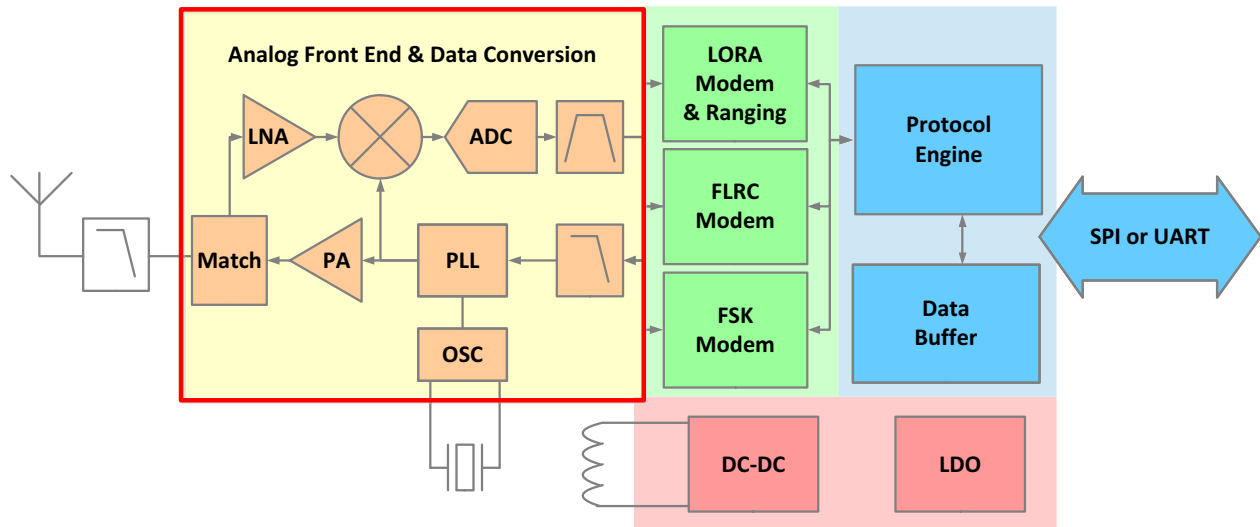 Analog Front End & Data Conversion
LNA
ADC
Match
PA
PLL
OSC
LORA
Modem
& Ranging
FLRC
Modem
FSK
Modem
Protocol
Engine
Data
Buffer
SPI or UART
DC-DC
LDO